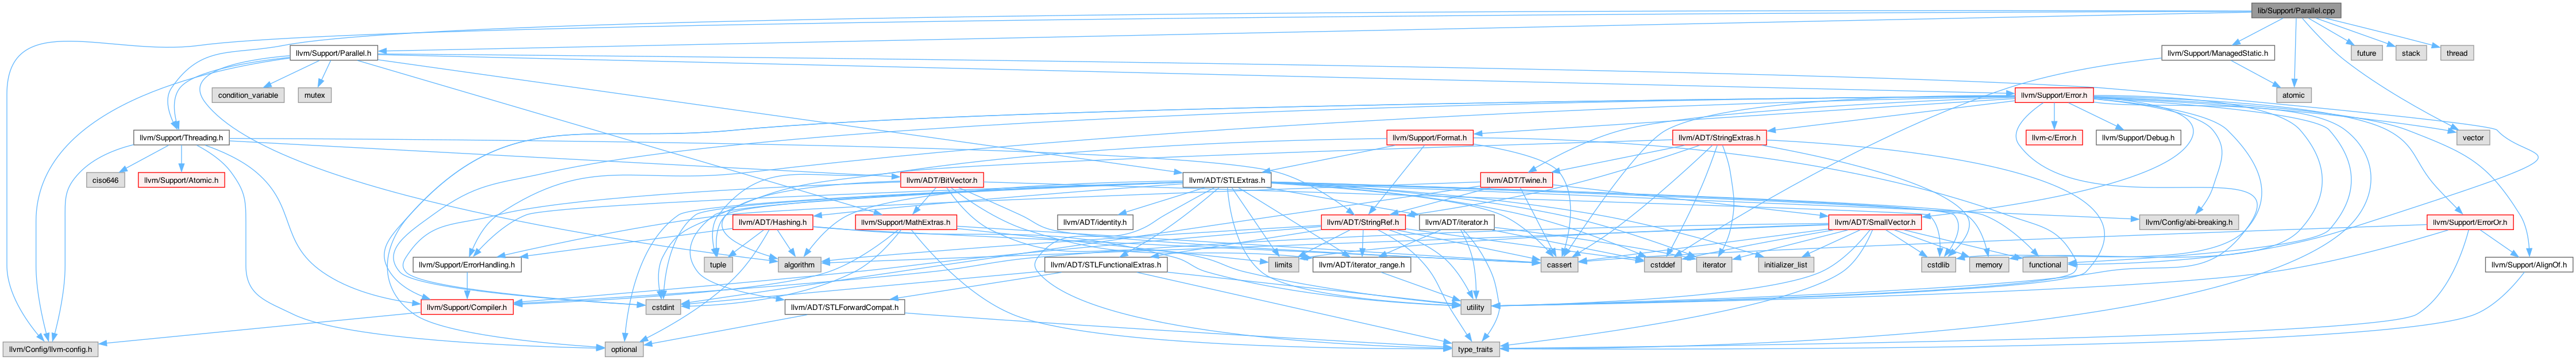 lib/Support/Parallel.cpp
llvm/Support/Parallel.h
llvm/Support/ManagedStatic.h
future
stack
thread
condition_variable
mutex
llvm/Support/Error.h
atomic
llvm/Support/Threading.h
llvm/Support/Format.h
llvm/ADT/StringExtras.h
llvm-c/Error.h
llvm/Support/Debug.h
vector
ciso646
llvm/Support/Atomic.h
llvm/ADT/BitVector.h
llvm/ADT/STLExtras.h
llvm/ADT/Twine.h
llvm/ADT/Hashing.h
llvm/Support/MathExtras.h
llvm/ADT/identity.h
llvm/ADT/StringRef.h
llvm/ADT/iterator.h
llvm/ADT/SmallVector.h
llvm/Config/abi-breaking.h
llvm/Support/ErrorOr.h
llvm/Support/ErrorHandling.h
tuple
algorithm
llvm/ADT/STLFunctionalExtras.h
limits
llvm/ADT/iterator_range.h
cassert
cstddef
iterator
initializer_list
cstdlib
memory
functional
llvm/Support/AlignOf.h
llvm/Support/Compiler.h
cstdint
llvm/ADT/STLForwardCompat.h
utility
llvm/Config/llvm-config.h
optional
type_traits